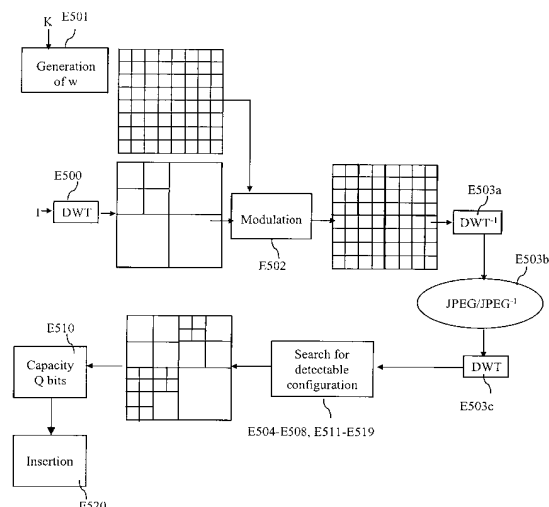 K
E501
Generation
of w
E500
I
DWT
Modulation
E502
E503a
DWT-1
E503b
JPEG/JPEG-1
DWT
E503c
Search for
detectable
configuration
E504-E508, E511-E519
E510
Capacity
Q bits
Insertion
E520